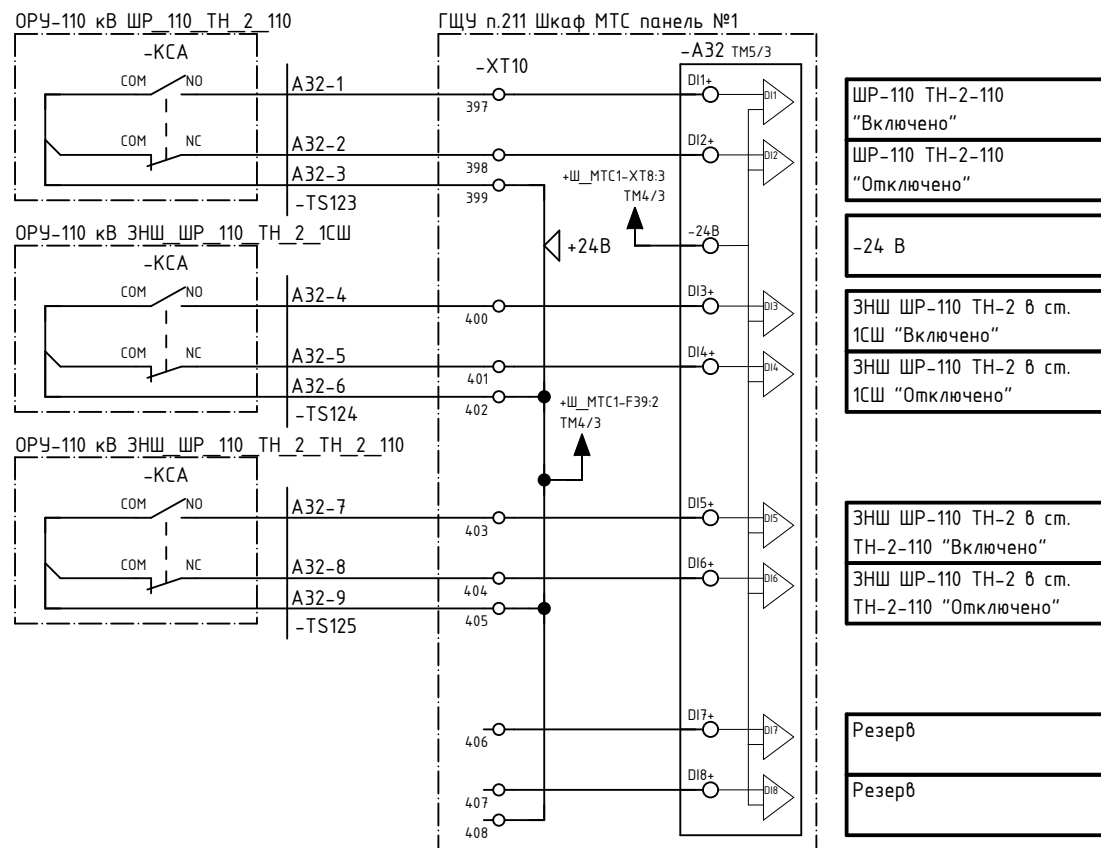 ОРУ-110 кВ ШР_110_ТН_2_110
ГЩУ п.211 Шкаф МТС панель №1
-КСА
COM
NO
A32-1
-XT10
397
-A32 TM5/3
DI1+
DI1
ШР-110 ТН-2-110
"Включено"
COM
NC
A32-2
398
DI2+
DI2
ШР-110 ТН-2-110
"Отключено"
A32-3
399
-TS123
+Ш_МТС1-XT8:3
TM4/3
+24В
-24В
-24 В
ОРУ-110 кВ ЗНШ_ШР_110_ТН_2_1СШ
-КСА
COM
NO
A32-4
400
DI3+
DI3
ЗНШ ШР-110 ТН-2 в ст.
1СШ "Включено"
COM
NC
A32-5
401
DI4+
DI4
ЗНШ ШР-110 ТН-2 в ст.
1СШ "Отключено"
A32-6
402
-TS124
+Ш_МТС1-F39:2
TM4/3
ОРУ-110 кВ ЗНШ_ШР_110_ТН_2_ТН_2_110
-КСА
COM
NO
A32-7
403
DI5+
DI5
ЗНШ ШР-110 ТН-2 в ст.
ТН-2-110 "Включено"
COM
NC
A32-8
404
DI6+
DI6
ЗНШ ШР-110 ТН-2 в ст.
ТН-2-110 "Отключено"
A32-9
405
-TS125
406
DI7+
DI7
Резерв
407
DI8+
DI8
Резерв
408